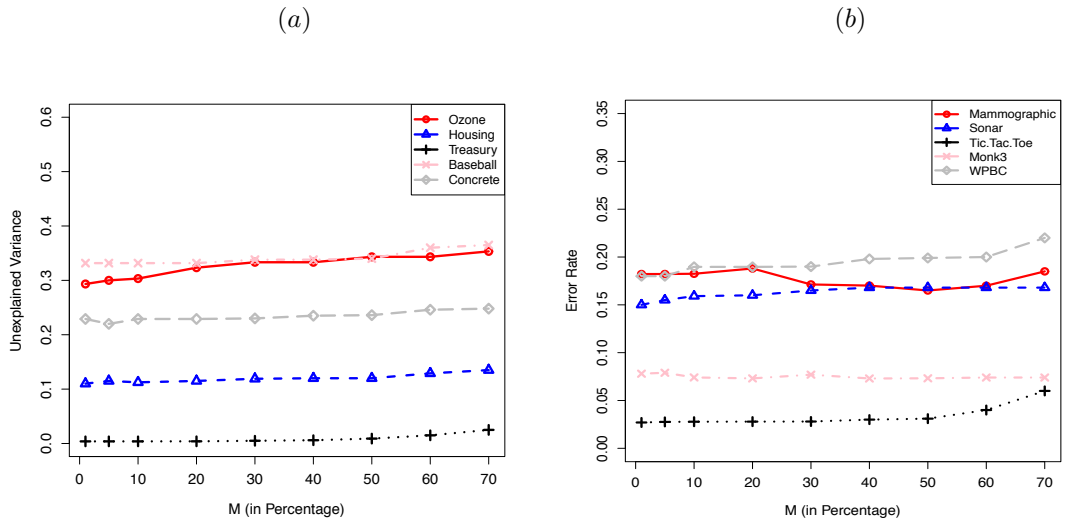 (a)
(b)
Ozone
Housing
Treasury
Baseball
Concrete
Unexplained Variance
0.0
0.1
0.2
0.3
0.4
0.5
0.6
0 10 20 30 40 50 60 70
M (in Percentage)
Mammographic
Sonar
Tic.Tac.Toe
Monk3
WPBC
Error Rate
0.00
0.05
0.10
0.15
0.20
0.25
0.30
0.35
0 10 20 30 40 50 60 70
M (in Percentage)